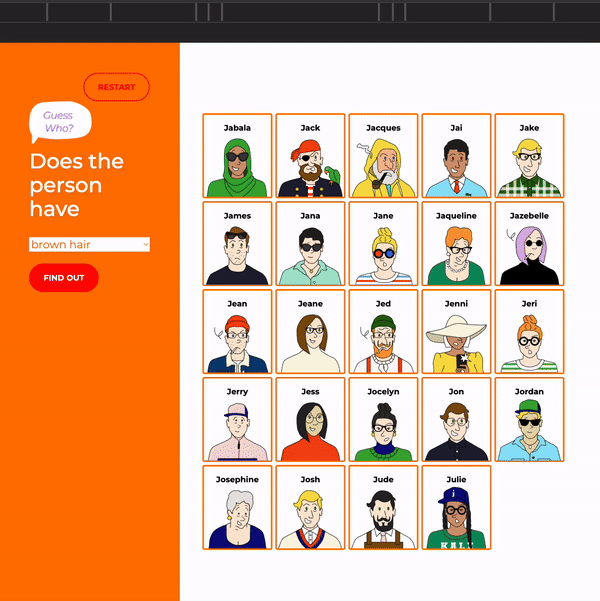 RESTART
Guess
Who?
Does the
person
have
brown hair
FIND OUT
Jabala
Jack
Jacques
Jai
Jake
James
Jana
Jane
Jaqueline
Jazebelle
Jean
Jeane
Jed
Jenni
Jeri
Jerry
Jess
Jocelyn
Jon
Jordan
Josephine
Josh
Jude
Julie
j